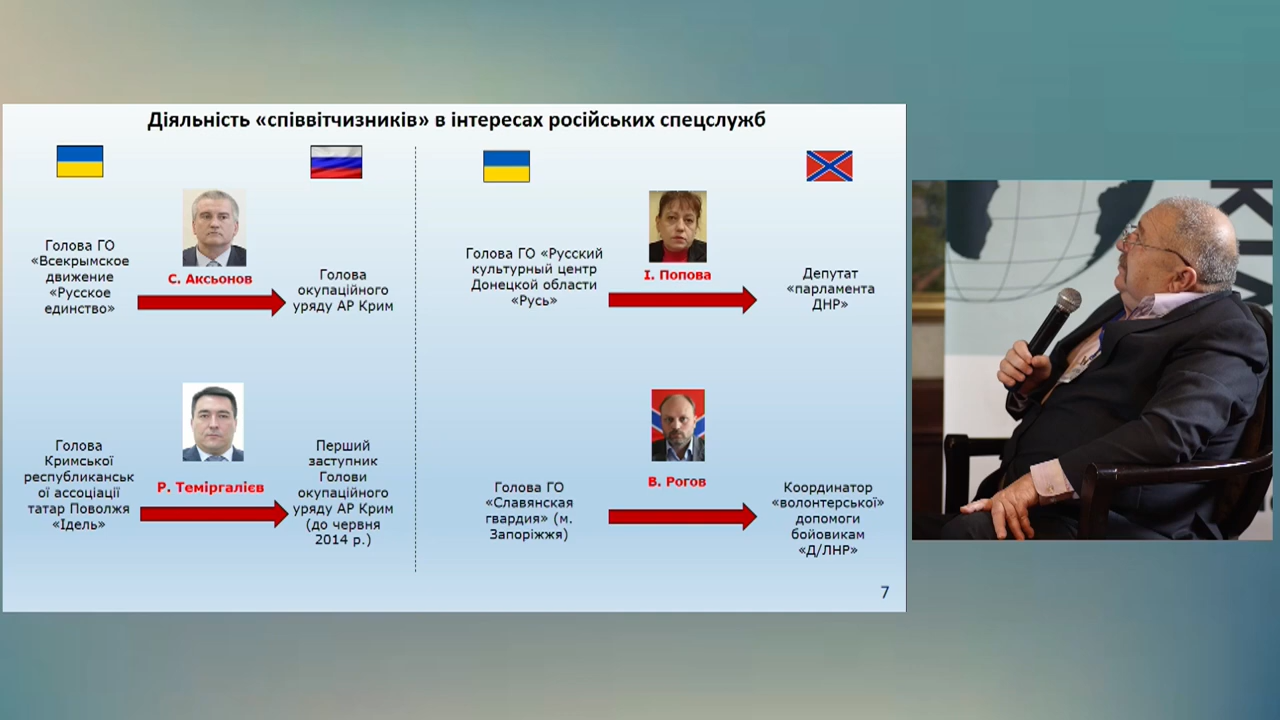 Діяльність «співвітчизників» в інтересах російських спецслужб
Голова ГО
«Всекрымское
движение
«Русское
единство»
С. Аксьонов
Голова
окупаційного
уряду АР Крим
Голова
Кримської
республиканськ
ої ассоціації
татар Поволжя
«Ідель»
Р. Теміргалієв
Перший
заступник
Голови
окупаційного
уряду АР Крим
(до червня
2014 р.)
Голова ГО «Русский
культурный центр
Донецкой области
«Русь»
І. Попова
Депутат
«парламента
ДНР»
Голова ГО
«Славянская
гвардия» (м.
Запоріжжя)
В. Рогов
Координатор
«волонтерської»
допомоги
бойовикам
«Д/ЛНР»
7